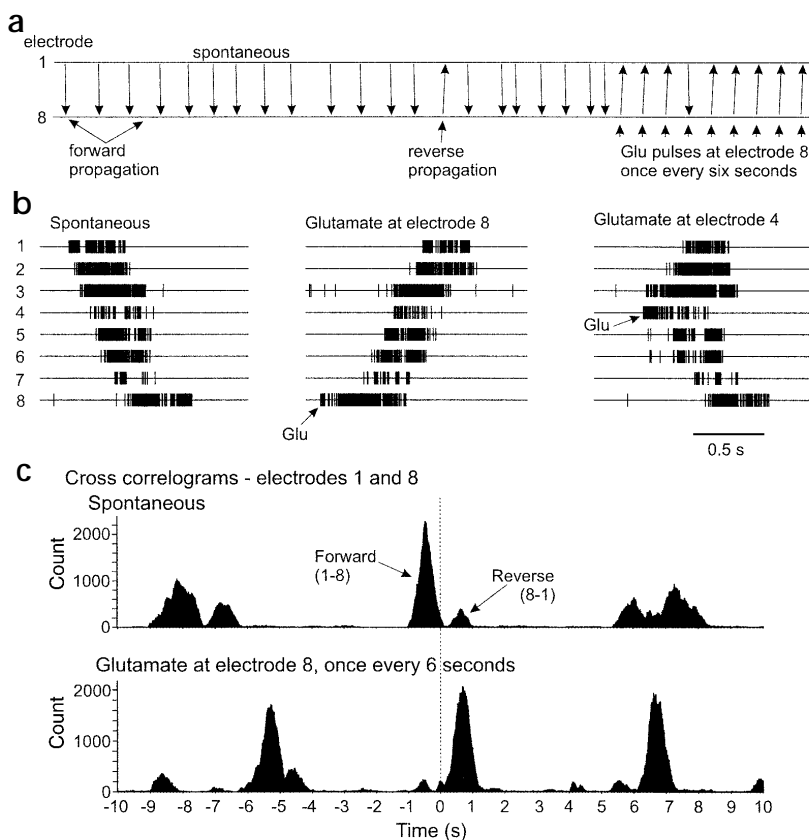 a
electrode
spontaneous
1
8
forward
propagation
reverse
propagation
Glu pulses at electrode 8
once every six seconds
b
Spontaneous
Glutamate at electrode 8
Glutamate at electrode 4
1
2
3
4
5
6
7
8
Glu
Glu
0.5 s
c
Cross correlograms - electrodes 1 and 8
Spontaneous
Count
2000
1000
0
Forward
(1-8)
Reverse
(8-1)
Glutamate at electrode 8, once every 6 seconds
Count
2000
1000
0
-10 -9 -8 -7 -6 -5 -4 -3 -2 -1 0 1 2 3 4 5 6 7 8 9 10
Time (s)